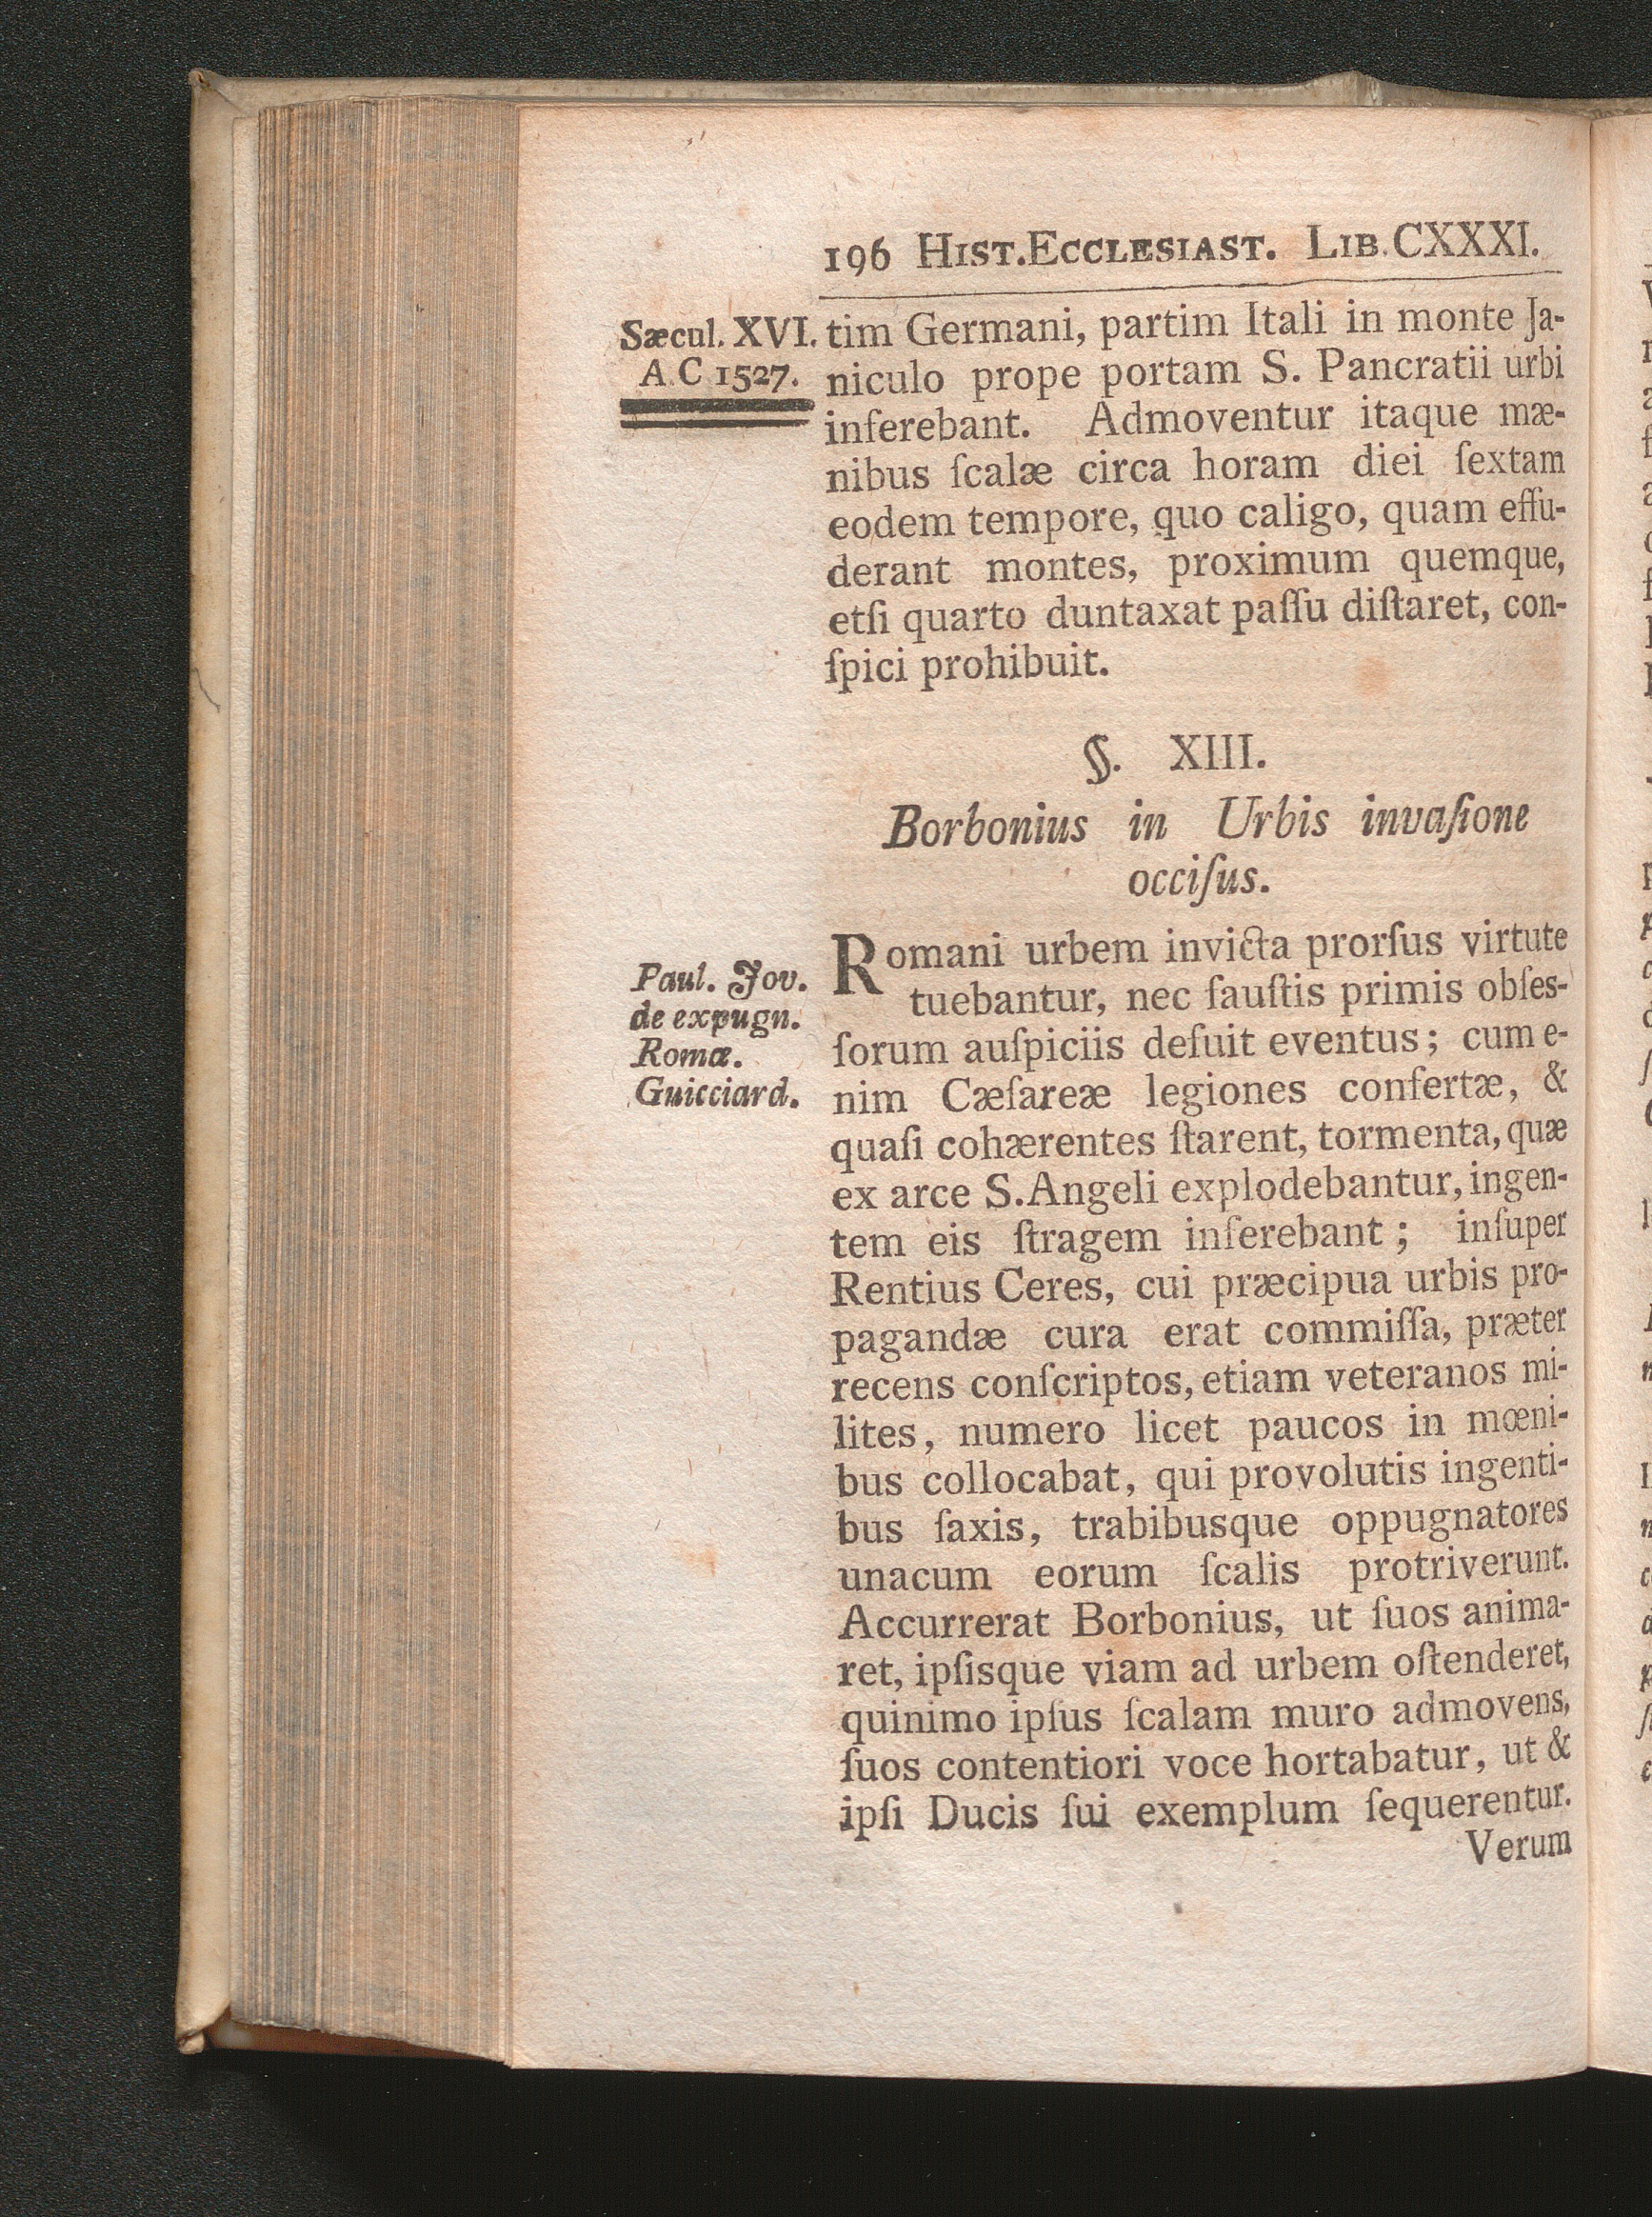 196 HIST.ECCLESIAST. LIB.CXXXI.
Sæcul. XVI.
A.C 1527.
tim Germani, partim Itali in monte Ja-
niculo prope portam S. Pancratii urbi
inferebant. Admoventur itaque mæ-
nibus ſcalæ circa horam diei ſextam
eodem tempore, quo caligo, quam effu-
derant montes, proximum quemque,
etſi quarto duntaxat paſſu diſtaret, con-
ſpici prohibuit.
§. XIII.
Borbonius in Urbis invaſione
occiſus.
Paul. Jov.
de expugn.
Romæ.
Guicciard.
Romani urbem invicta prorſus virtute
tuebantur, nec fauſtis primis obſes-
ſorum auſpiciis defuit eventus; cum e-
nim Cæſareæ legiones confertæ, &
quaſi cohærentes ſtarent, tormenta, quæ
ex arce S.Angeli explodebantur, ingen-
tem eis ſtragem inferebant; inſuper
Rentius Ceres, cui præcipua urbis pro-
pagandæ cura erat commiſſa, præter
recens conſcriptos, etiam veteranos mi-
lites, numero licet paucos in mœni-
bus collocabat, qui provolutis ingenti-
bus ſaxis, trabibusque oppugnatores
unacum eorum ſcalis protriverunt.
Accurrerat Borbonius, ut ſuos anima-
ret, ipſisque viam ad urbem oſtenderet,
quinimo ipſus ſcalam muro admovens,
ſuos contentiori voce hortabatur, ut &
ipſi Ducis ſui exemplum ſequerentur.
Verum